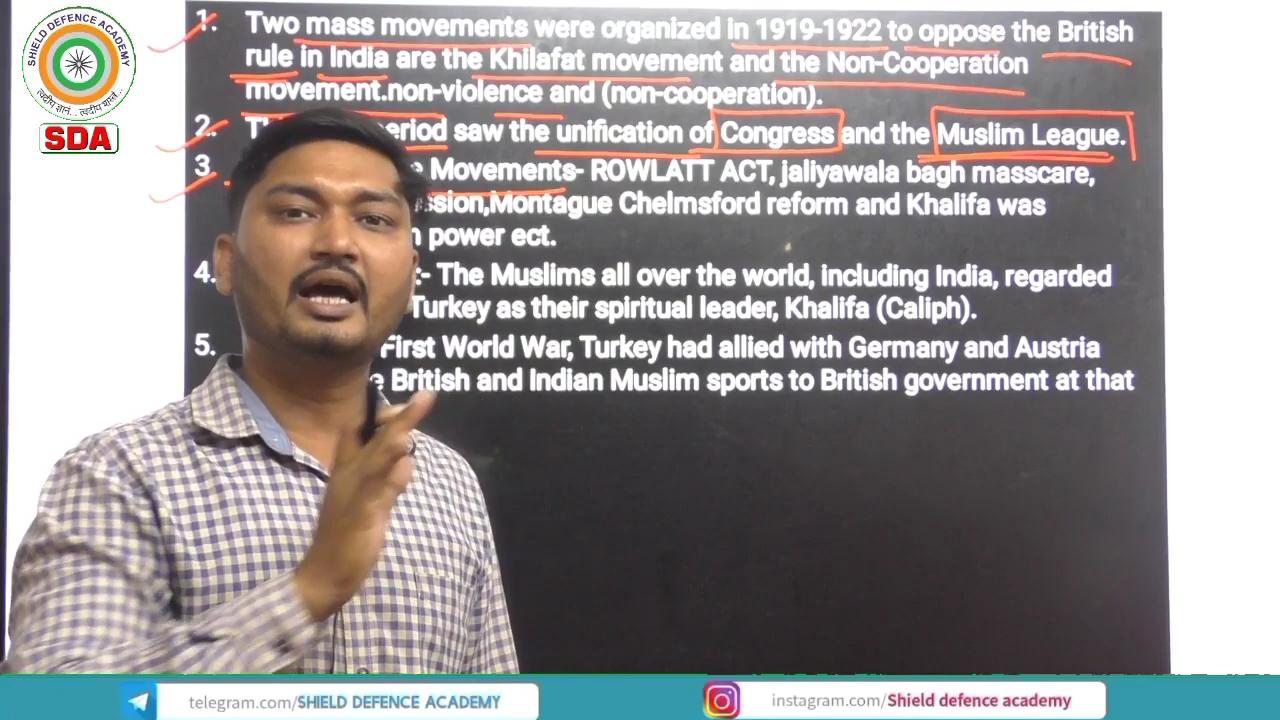 SHIELD DEFENCE ACADEMY
SDA
1. Two mass movements were organized in 1919-1922 to oppose the British
rule in India are the Khilafat movement and the Non-Cooperation
movement.non-violence and (non-cooperation).
2. period saw the unification of Congress and the Muslim League.
3. Movements- ROWLATT ACT, jaliyawala bagh masscare,
Montague Chelmsford reform and Khalifa was
power ect.
4. :- The Muslims all over the world, including India, regarded
Turkey as their spiritual leader, Khalifa (Caliph).
5. First World War, Turkey had allied with Germany and Austria
British and Indian Muslim sports to British government at that
telegram.com/SHIELD DEFENCE ACADEMY
instagram.com/Shield defence academy